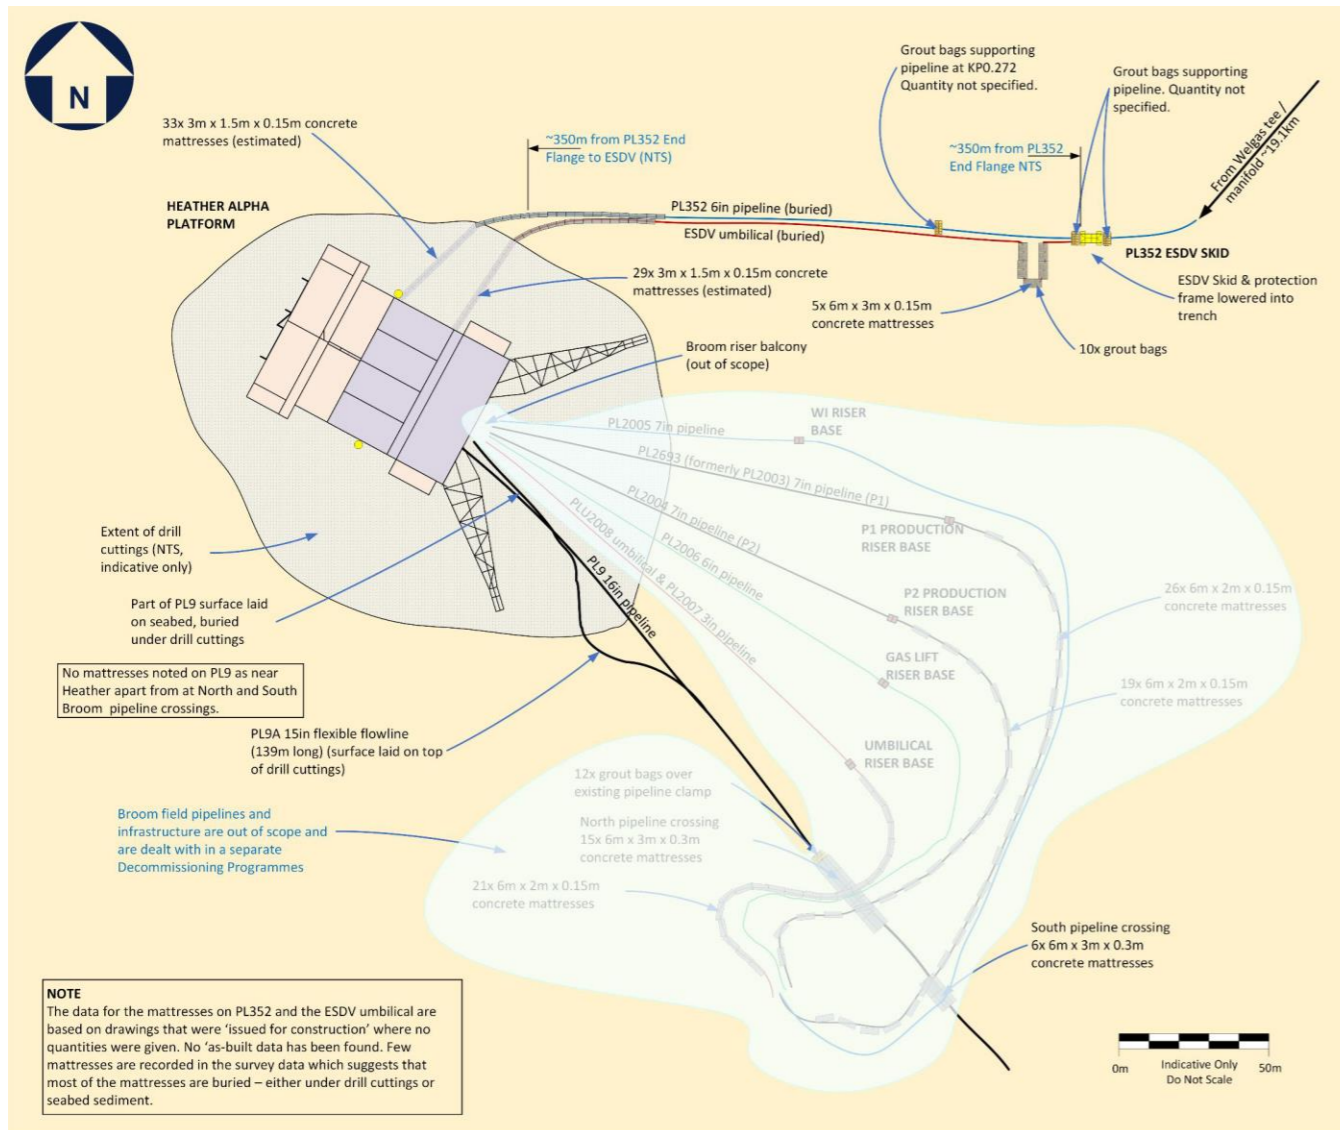 N
Grout bags supporting
pipeline at KP0.272
Quantity not specified.
Grout bags supporting
pipeline. Quantity not
specified.
33x 3m x 1.5m x 0.15m concrete
mattresses (estimated)
~350m from PL352 End
Flange to ESDV (NTS)
~350m from PL352
End Flange NTS
From Welgas tee /
manifold ~19.1km
HEATHER ALPHA
PLATFORM
PL352 6in pipeline (buried)
ESDV umbilical (buried)
PL352 ESDV SKID
29x 3m x 1.5m x 0.15m concrete
mattresses (estimated)
5x 6m x 3m x 0.15m
concrete mattresses
ESDV Skid & protection
frame lowered into
trench
10x grout bags
Broom riser balcony
(out of scope)
PL2005 7in pipeline
WI RISER
BASE
PL2693 (formerly PL2003) 7in pipeline (P1)
PL2004 7in pipeline (P2)
P1 PRODUCTION
RISER BASE
PL2006 6in pipeline
PLU2008 umbilical & PL2007 3in pipeline
PL9 16in pipeline
Extent of drill
cuttings (NTS,
indicative only)
P2 PRODUCTION
RISER BASE
26x 6m x 2m x 0.15m
concrete mattresses
Part of PL9 surface laid
on seabed, buried
under drill cuttings
GAS LIFT
RISER BASE
19x 6m x 2m x 0.15m
concrete mattresses
No mattresses noted on PL9 as near
Heather apart from at North and South
Broom pipeline crossings.
PL9A 15in flexible flowline
(139m long) (surface laid on top
of drill cuttings)
UMBILICAL
RISER BASE
12x grout bags over
existing pipeline clamp
Broom field pipelines and
infrastructure are out of scope and
are dealt with in a separate
Decommissioning Programmes
North pipeline crossing
15x 6m x 3m x 0.3m
concrete mattresses
21x 6m x 2m x 0.15m
concrete mattresses
South pipeline crossing
6x 6m x 3m x 0.3m
concrete mattresses
NOTE
The data for the mattresses on PL352 and the ESDV umbilical are
based on drawings that were ‘issued for construction’ where no
quantities were given. No ‘as-built data has been found. Few
mattresses are recorded in the survey data which suggests that
most of the mattresses are buried – either under drill cuttings or
seabed sediment.
0m
Indicative Only
Do Not Scale
50m